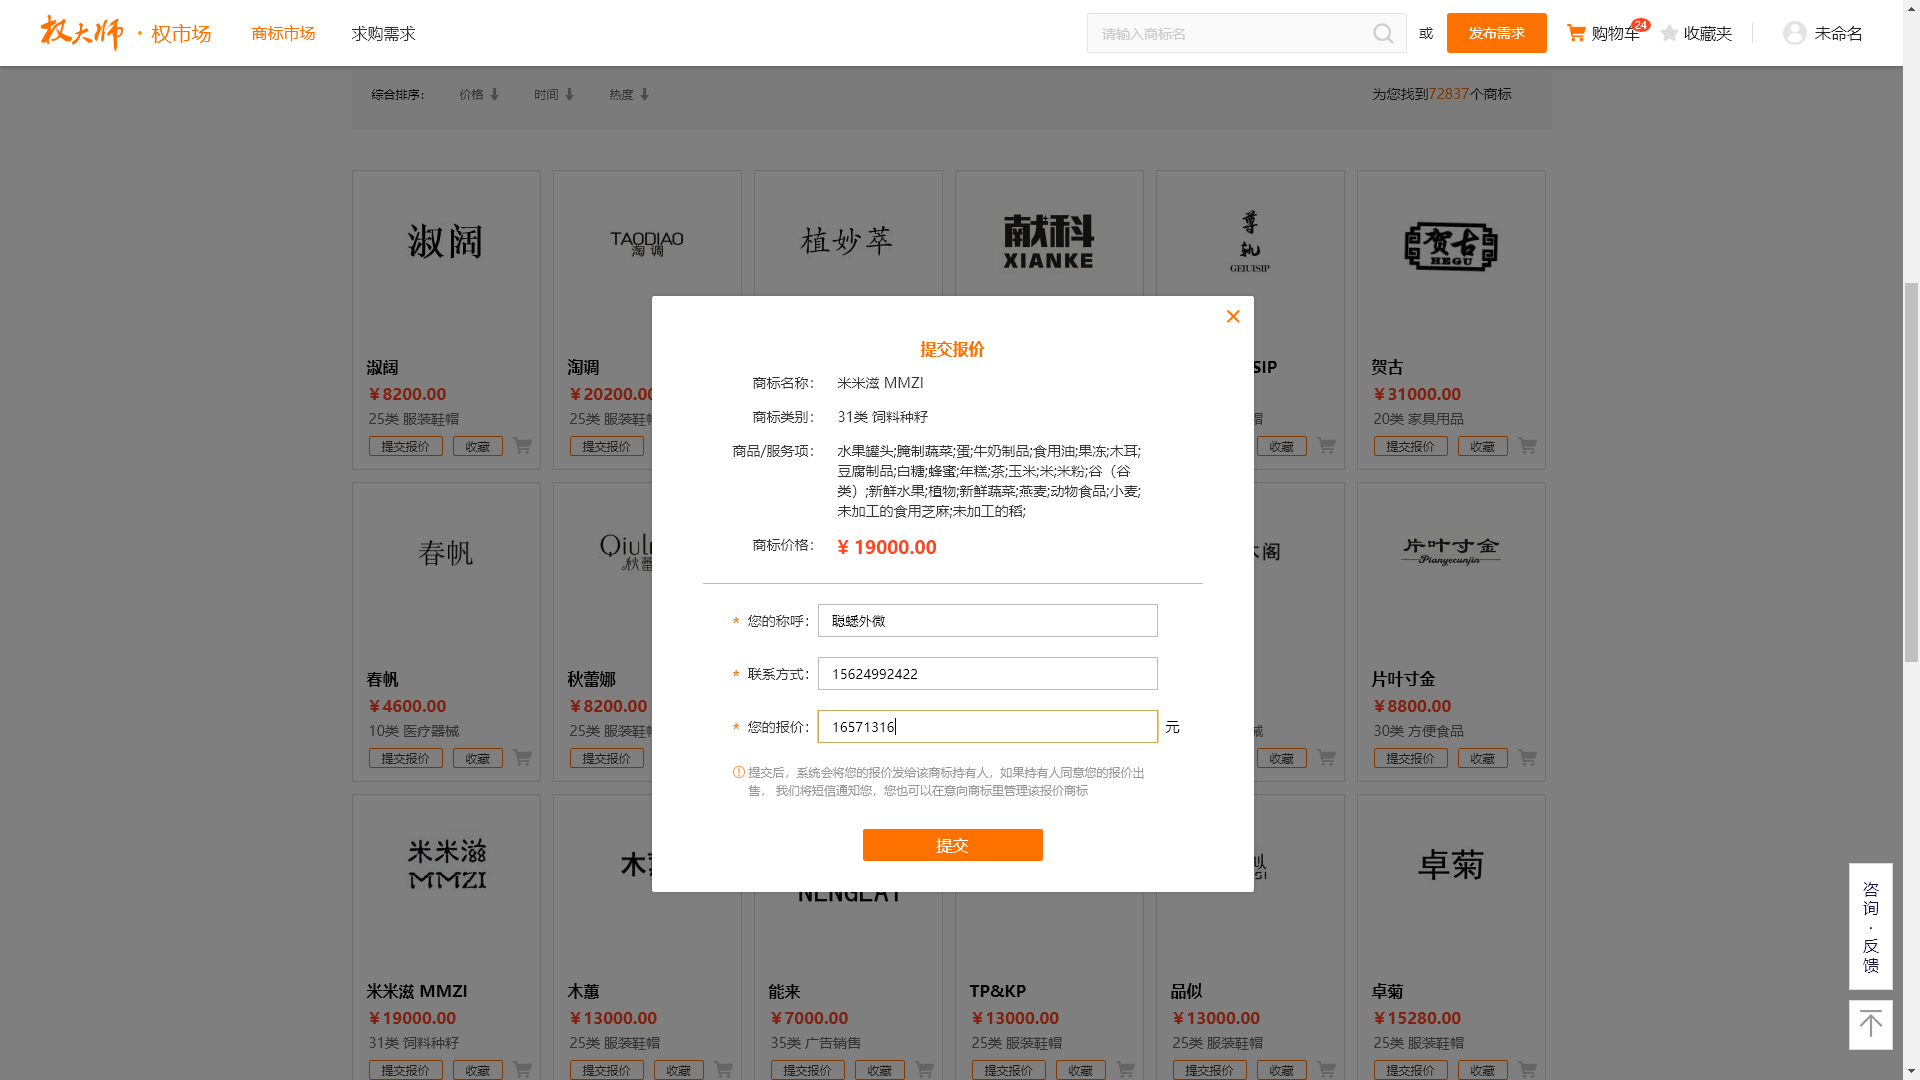 权大师 · 权市场 商标市场 求购需求 请输入商标名 或 发布需求 购物车 24 收藏夹 未命名
综合排序： 价格 时间 热度 为您找到72837个商标
淑阔 TAODIAO 植妙萃 献科 尊 贺古
淘调 XIANKE GEIUISIP HEGU
淑阔 淘调 SIP 贺古
￥8200.00 ￥20200.00 ￥31000.00
25类 服装鞋帽 25类 服装鞋帽 帽 20类 家具用品
提交报价 收藏 提交报价 收藏 提交报价 收藏
×
提交报价
商标名称： 米米滋 MMZI
商标类别： 31类 饲料种籽
商品/服务项： 水果罐头;腌制蔬菜;蛋;牛奶制品;食用油;果冻;木耳;
豆腐制品;白糖;蜂蜜;年糕;茶;玉米;米;米粉;谷（谷
类）;新鲜水果;植物;新鲜蔬菜;燕麦;动物食品;小麦;
未加工的食用芝麻;未加工的稻;
商标价格： ¥ 19000.00
* 您的称呼： 聪蟋外微
* 联系方式： 15624992422
* 您的报价： 16571316 元
提交后，系统会将您的报价发给该商标持有人，如果持有人同意您的报价出
售， 我们将短信通知您，您也可以在意向商标里管理该报价商标
提交
春帆 秋蕾 木阁 片叶寸金
Pianyecunjin
春帆 秋蕾娜 片叶寸金
￥4600.00 ￥8200.00 ￥8800.00
10类 医疗器械 25类 服装鞋帽 械 30类 方便食品
提交报价 收藏 提交报价 收藏 提交报价 收藏
米米滋 木 卓菊
MMZI NENGLAI
米米滋 MMZI 木蕙 能来 TP&KP 品似 卓菊
￥19000.00 ￥13000.00 ￥7000.00 ￥13000.00 ￥13000.00 ￥15280.00
31类 饲料种籽 25类 服装鞋帽 35类 广告销售 25类 服装鞋帽 25类 服装鞋帽 25类 服装鞋帽
提交报价 收藏 提交报价 收藏 提交报价 收藏 提交报价 收藏 提交报价 收藏 提交报价 收藏
咨
询
·
反
馈